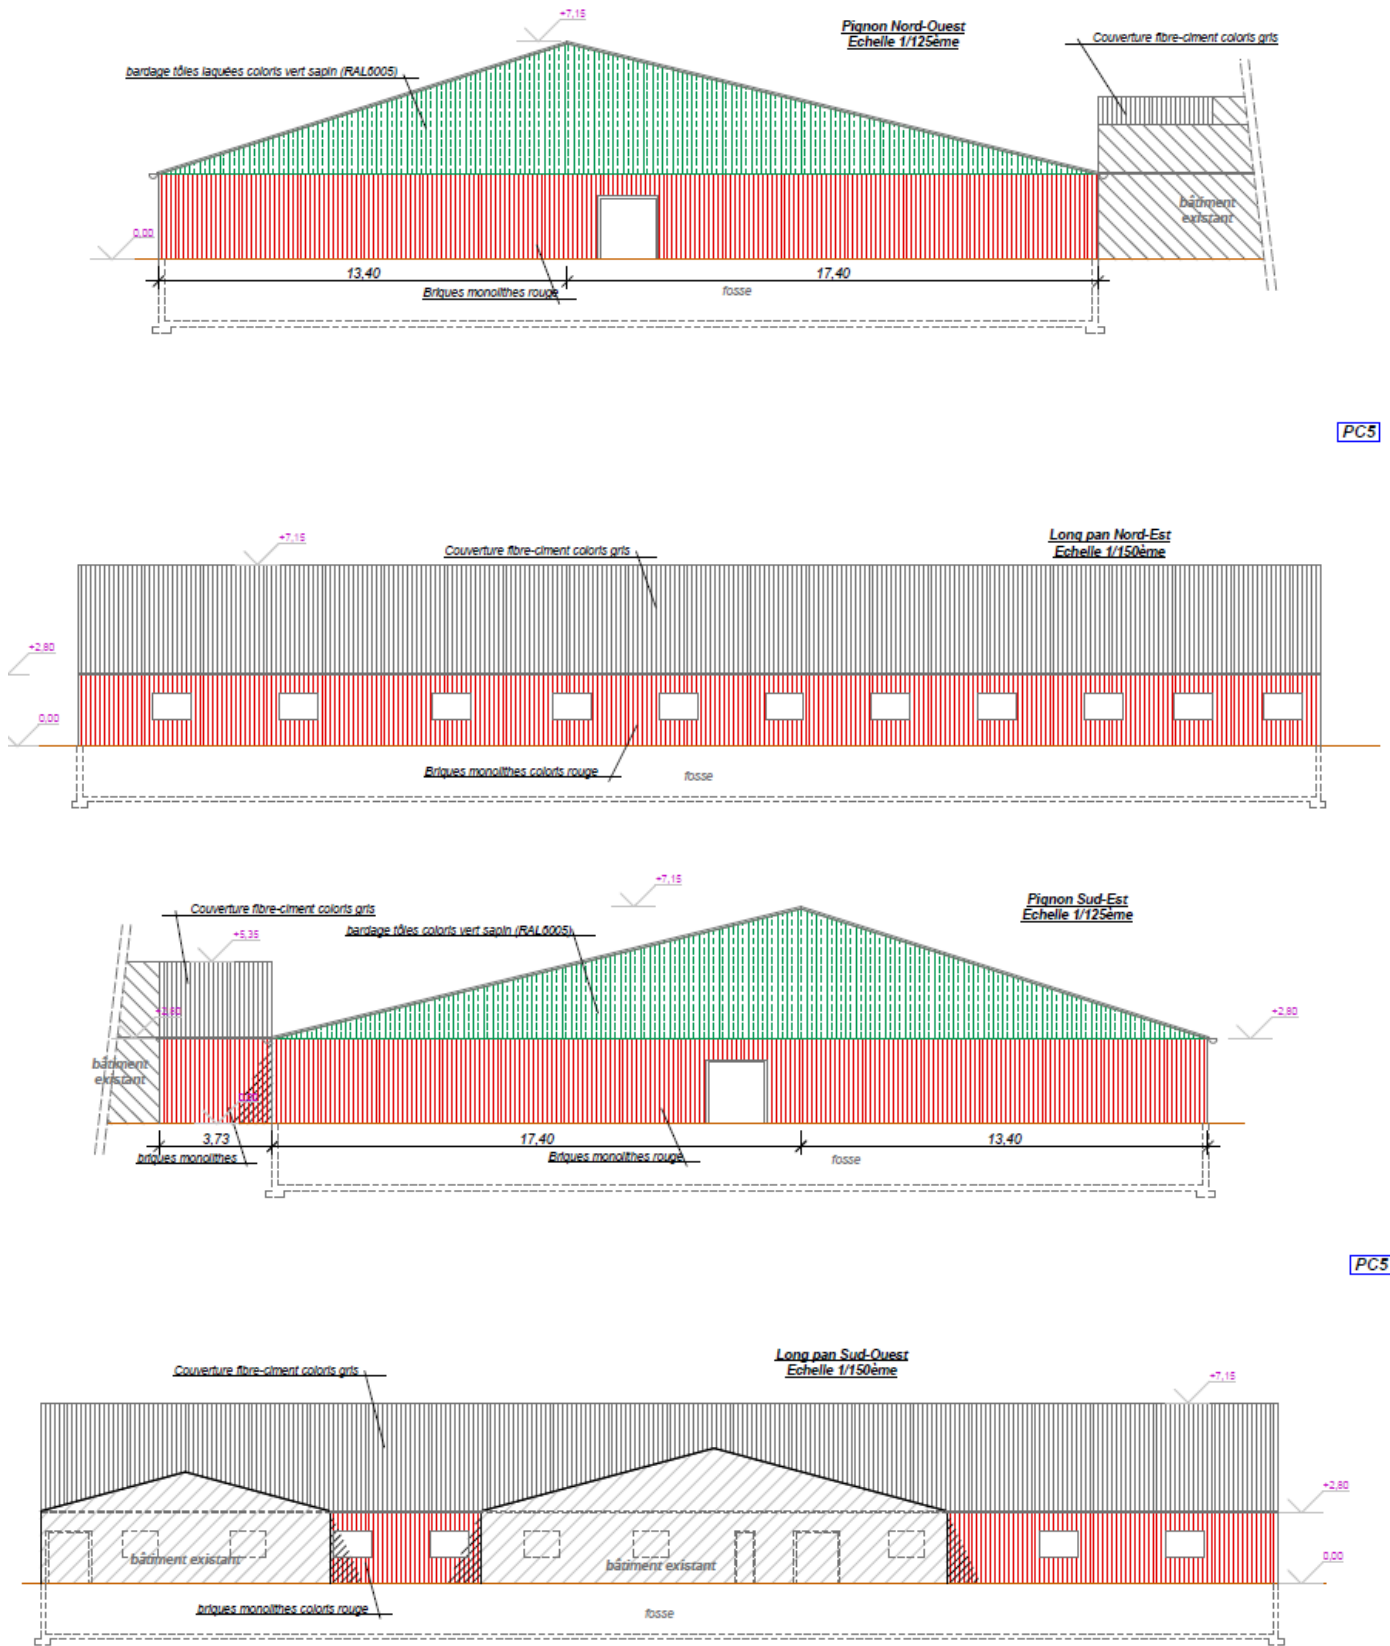 +7,15
Pignon Nord-Ouest
Echelle 1/125ème
Couverture fibre-ciment coloris gris
bardage tôles laquées coloris vert sapin (RAL6005)
bâtiment
existant
0,00
13,40
17,40
Briques monolithes rouge
fosse
PC5
+7,15
Long pan Nord-Est
Echelle 1/150ème
Couverture fibre-ciment coloris gris
+2,80
0,00
Briques monolithes coloris rouge
fosse
+7,15
Pignon Sud-Est
Echelle 1/125ème
Couverture fibre-ciment coloris gris
bardage tôles coloris vert sapin (RAL6005)
+5,35
+2,80
+2,80
bâtiment
existant
0,00
3,73
17,40
13,40
briques monolithes
Briques monolithes rouge
fosse
PC5
Long pan Sud-Ouest
Echelle 1/150ème
Couverture fibre-ciment coloris gris
+7,15
+2,80
bâtiment existant
bâtiment existant
0,00
briques monolithes coloris rouge
fosse